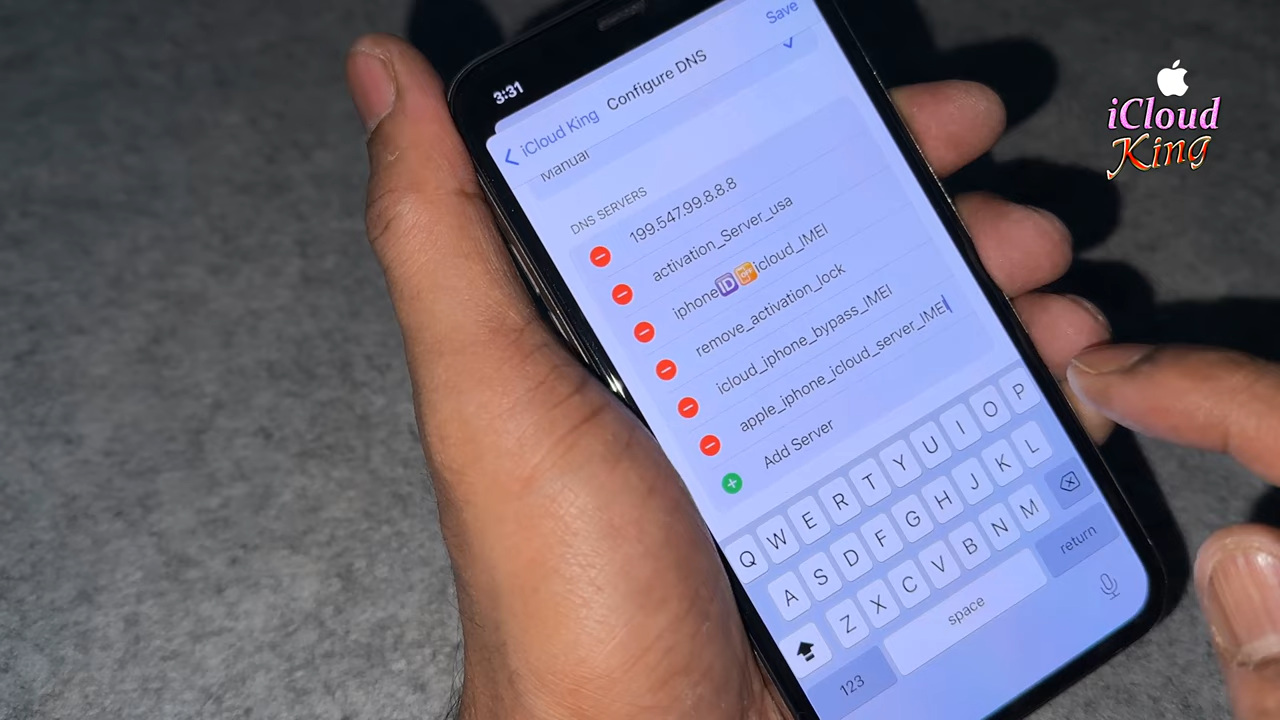 3:31
Save
iCloud King
Configure DNS
Manual
DNS SERVERS
199.547.99.8.8.8
activation_Server_usa
iphone🆔📴icloud_IMEI
remove_activation_lock
icloud_iphone_bypass_IMEI
apple_iphone_icloud_server_IMEI
Add Server
Q W E R T Y U I O P
A S D F G H J K L
Z X C V B N M
123
space
return
iCloud
King